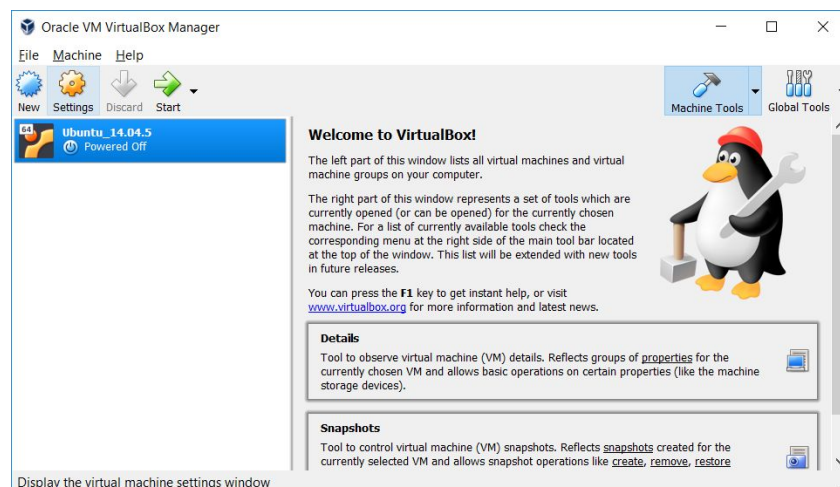 Oracle VM VirtualBox Manager
File Machine Help
New Settings Discard Start Machine Tools Global Tools
64 Ubuntu_14.04.5
Powered Off
Welcome to VirtualBox!
The left part of this window lists all virtual machines and virtual
machine groups on your computer.
The right part of this window represents a set of tools which are
currently opened (or can be opened) for the currently chosen
machine. For a list of currently available tools check the
corresponding menu at the right side of the main tool bar located
at the top of the window. This list will be extended with new tools
in future releases.
You can press the F1 key to get instant help, or visit
www.virtualbox.org for more information and latest news.
Details
Tool to observe virtual machine (VM) details. Reflects groups of properties for the
currently chosen VM and allows basic operations on certain properties (like the machine
storage devices).
Snapshots
Tool to control virtual machine (VM) snapshots. Reflects snapshots created for the
currently selected VM and allows snapshot operations like create, remove, restore
Display the virtual machine settings window